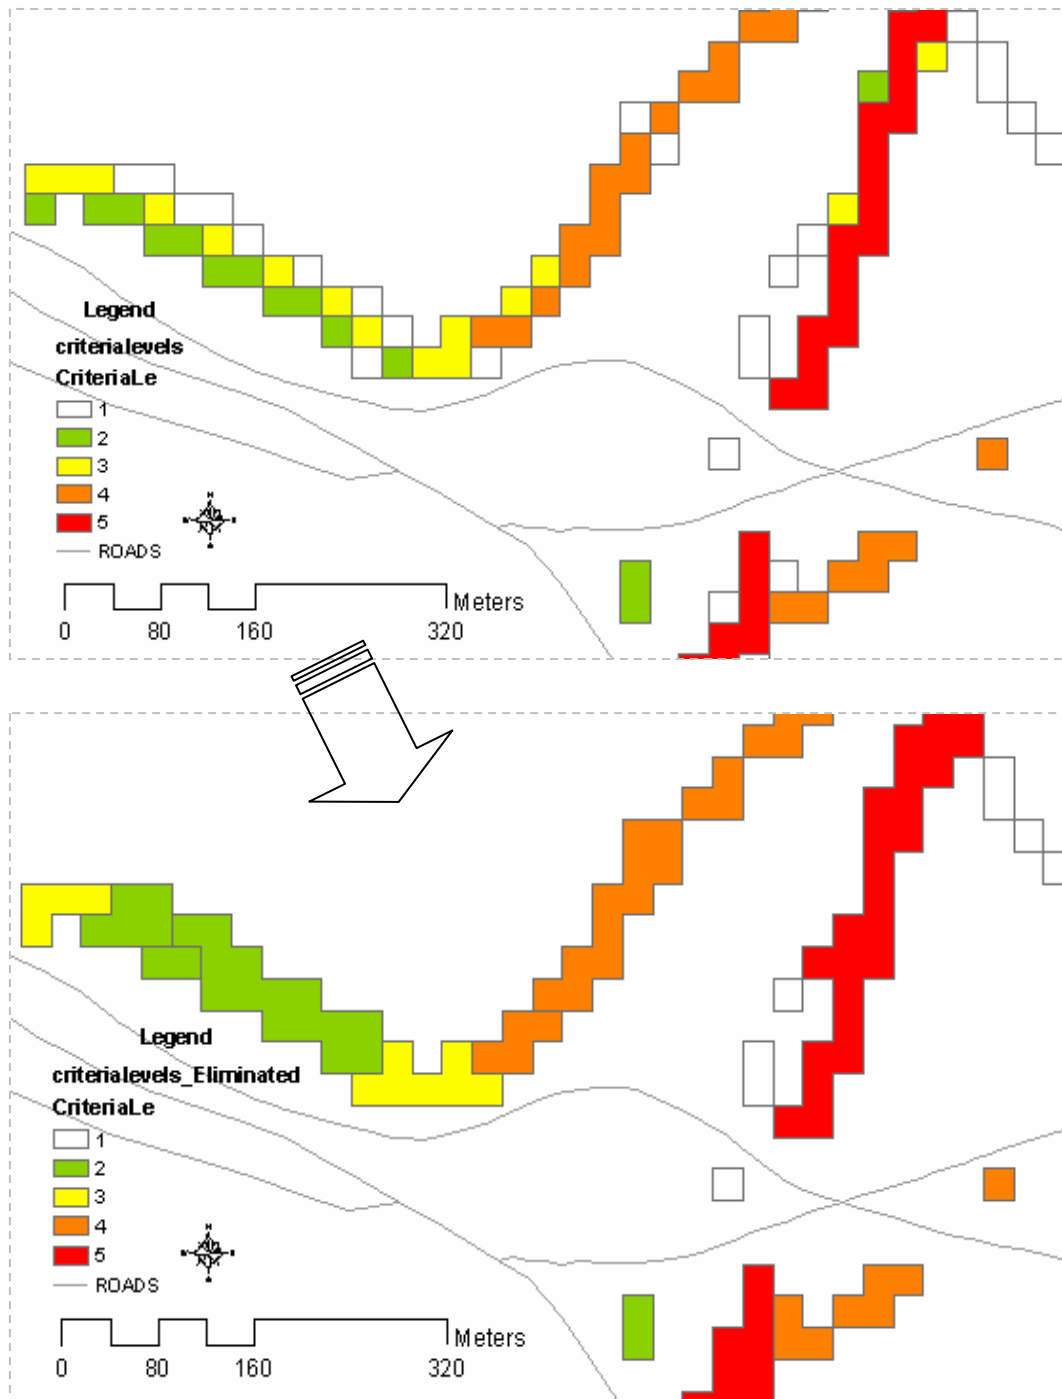 Legend
criterialevels
CriteriaLe
1
2
3
4
5
ROADS
N
Meters
0 80 160 320
Legend
criterialevels_Eliminated
CriteriaLe
1
2
3
4
5
ROADS
N
Meters
0 80 160 320